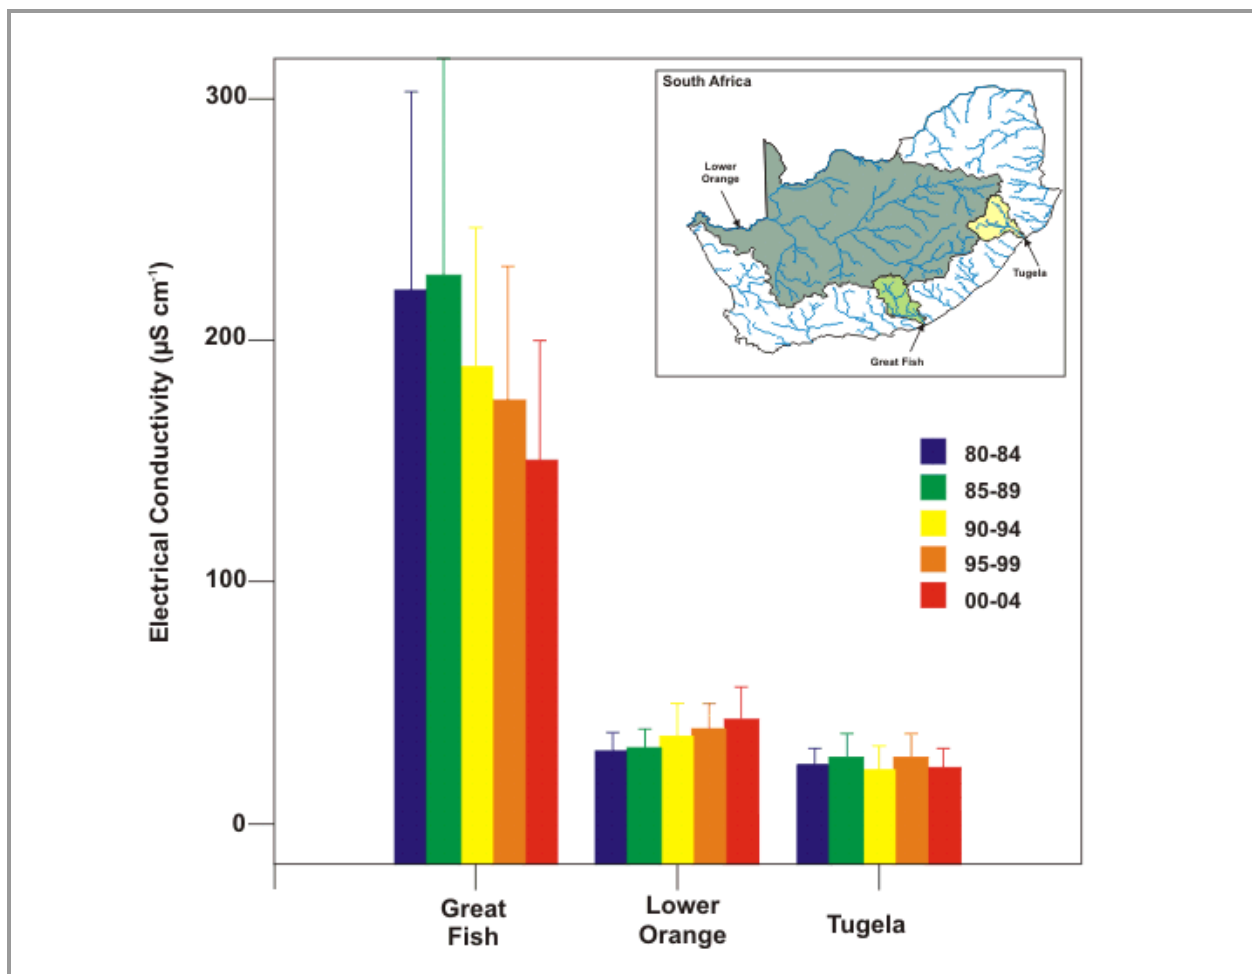 300
200
100
0
Electrical Conductivity (µS cm⁻¹)
South Africa
Lower
Orange
Tugela
Great Fish
80-84
85-89
90-94
95-99
00-04
Great
Fish
Lower
Orange
Tugela